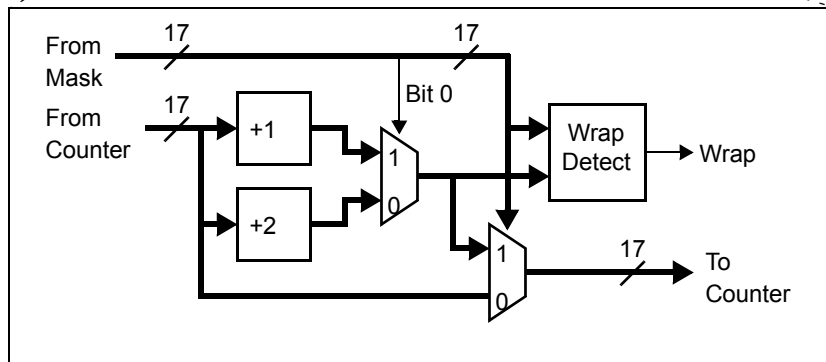 17
17
From
Mask
Bit 0
From
Counter
17
+1
1
0
+2
Wrap
Detect
Wrap
1
0
17
To
Counter